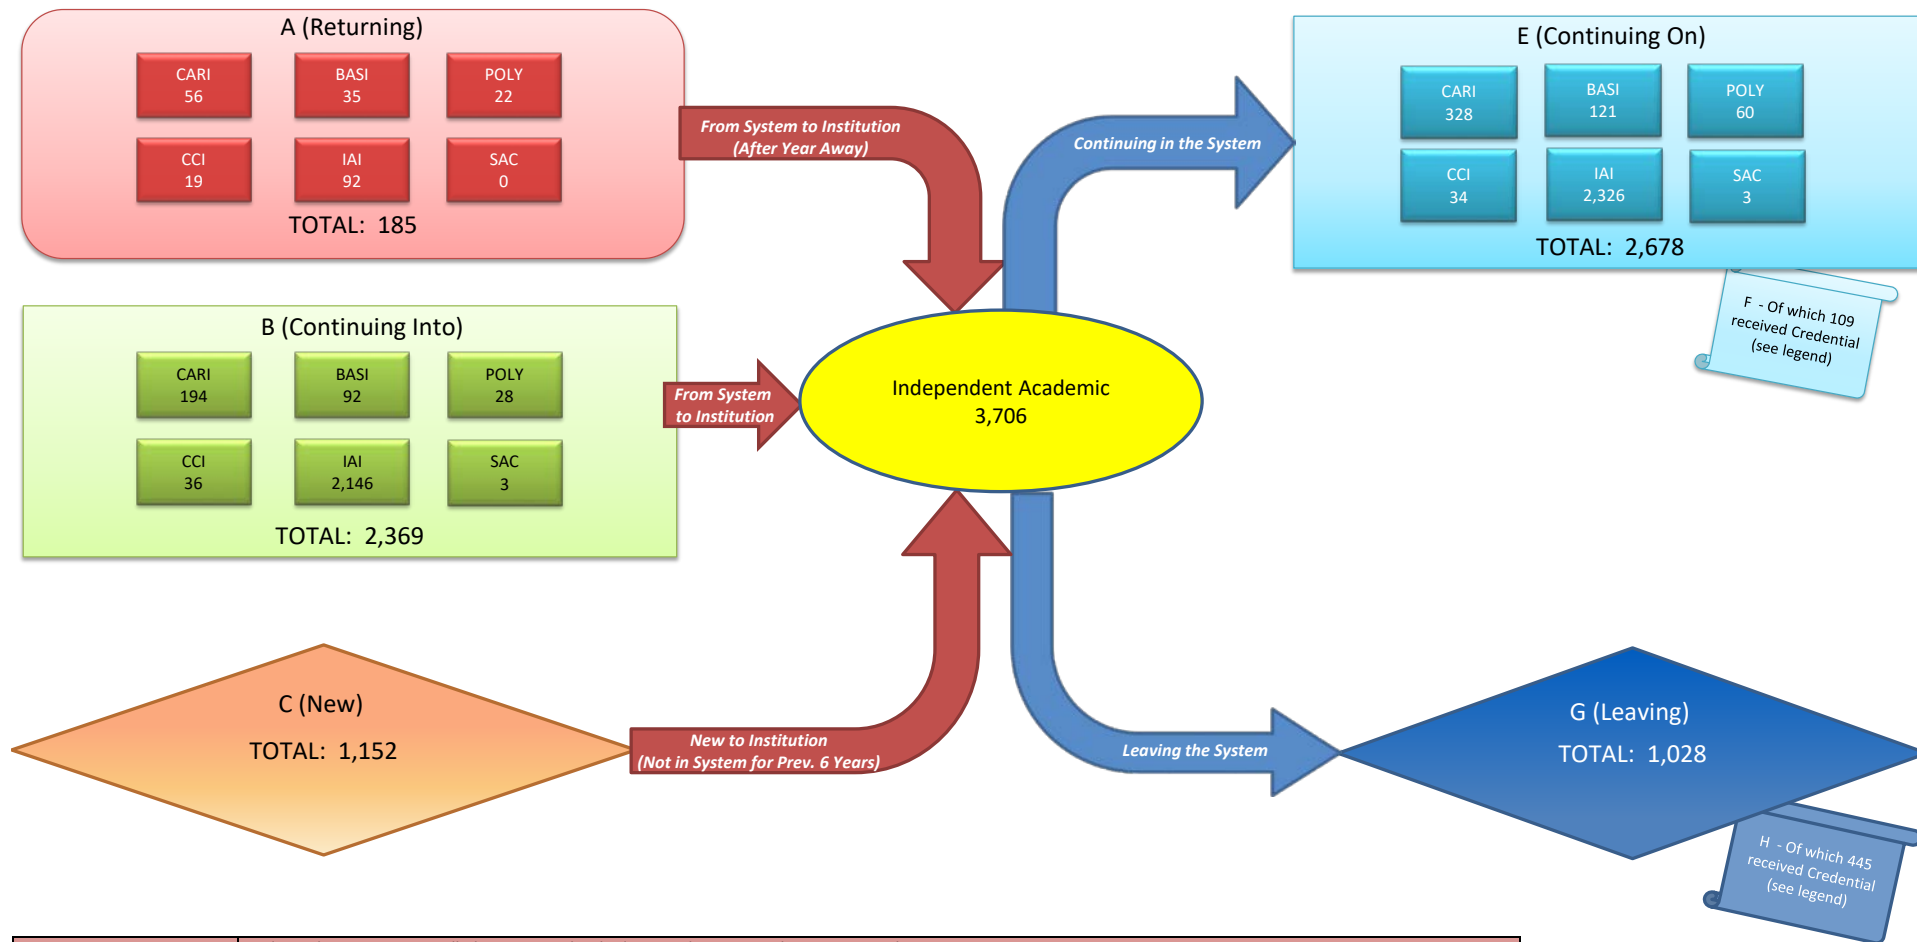 A (Returning)
CARI
56
BASI
35
POLY
22
CCI
19
IAI
92
SAC
0
TOTAL: 185
From System to Institution
(After Year Away)
B (Continuing Into)
CARI
194
BASI
92
POLY
28
CCI
36
IAI
2,146
SAC
3
TOTAL: 2,369
From System
to Institution
C (New)
TOTAL: 1,152
New to Institution
(Not in System for Prev. 6 Years)
Independent Academic
3,706
Continuing in the System
E (Continuing On)
CARI
328
BASI
121
POLY
60
CCI
34
IAI
2,326
SAC
3
TOTAL: 2,678
F - Of which 109
received Credential
(see legend)
Leaving the System
G (Leaving)
TOTAL: 1,028
H - Of which 445
received Credential
(see legend)